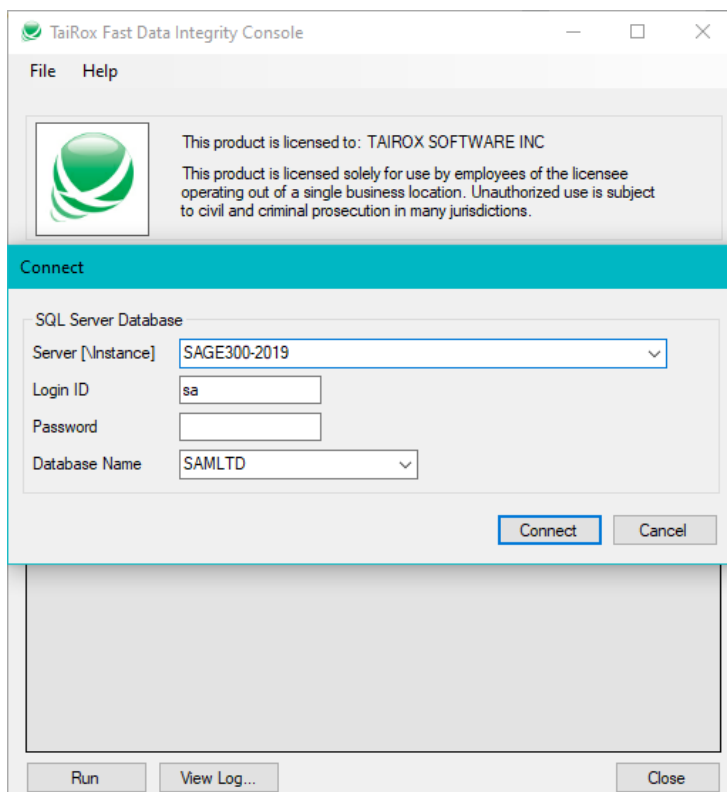 TaiRox Fast Data Integrity Console
File Help
This product is licensed to: TAIROX SOFTWARE INC
This product is licensed solely for use by employees of the licensee
operating out of a single business location. Unauthorized use is subject
to civil and criminal prosecution in many jurisdictions.
Connect
SQL Server Database
Server [\Instance] SAGE300-2019
Login ID sa
Password
Database Name SAMLTD
Connect Cancel
Run View Log... Close